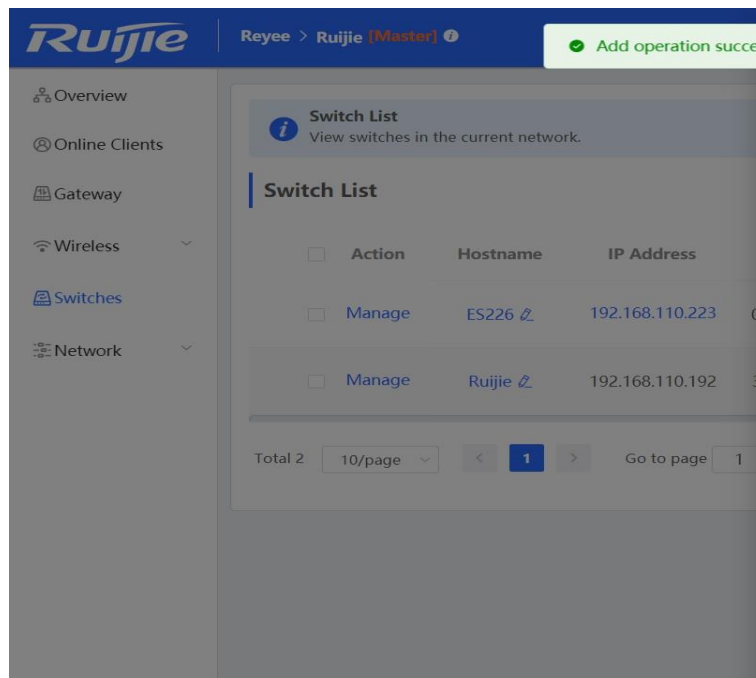 Ruijie
Reyee > Ruijie [Master]
Add operation succe
Overview
Online Clients
Gateway
Wireless
Switches
Network
Switch List
View switches in the current network.
Switch List
Action Hostname IP Address
Manage ES226 192.168.110.223
Manage Ruijie 192.168.110.192
Total 2 10/page < 1 > Go to page 1